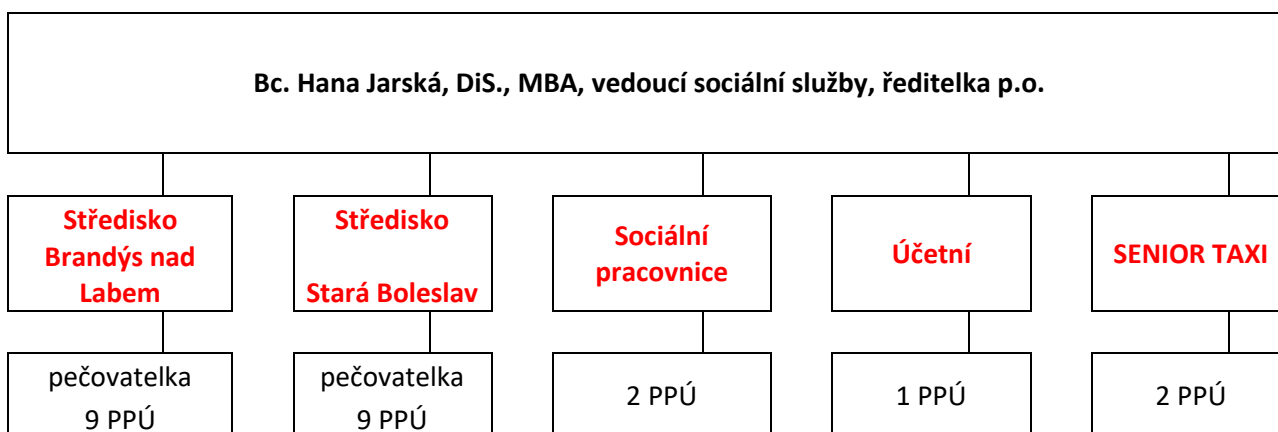 Bc. Hana Jarská, DiS., MBA, vedoucí sociální služby, ředitelka p.o.
Středisko
Brandýs nad
Labem
Středisko
Stará Boleslav
Sociální
pracovnice
Účetní
SENIOR TAXI
pečovatelka
9 PPÚ
pečovatelka
9 PPÚ
2 PPÚ
1 PPÚ
2 PPÚ